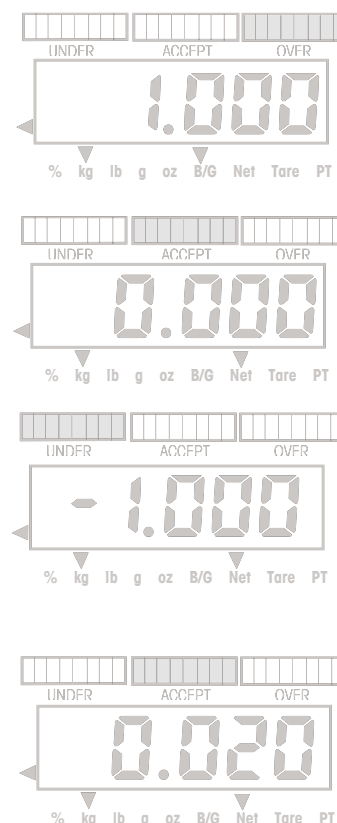 UNDER ACCEPT OVER
1.000
% kg lb g oz B/G Net Tare PT
UNDER ACCEPT OVER
0.000
% kg lb g oz B/G Net Tare PT
UNDER ACCEPT OVER
-1.000
% kg lb g oz B/G Net Tare PT
UNDER ACCEPT OVER
0.020
% kg lb g oz B/G Net Tare PT